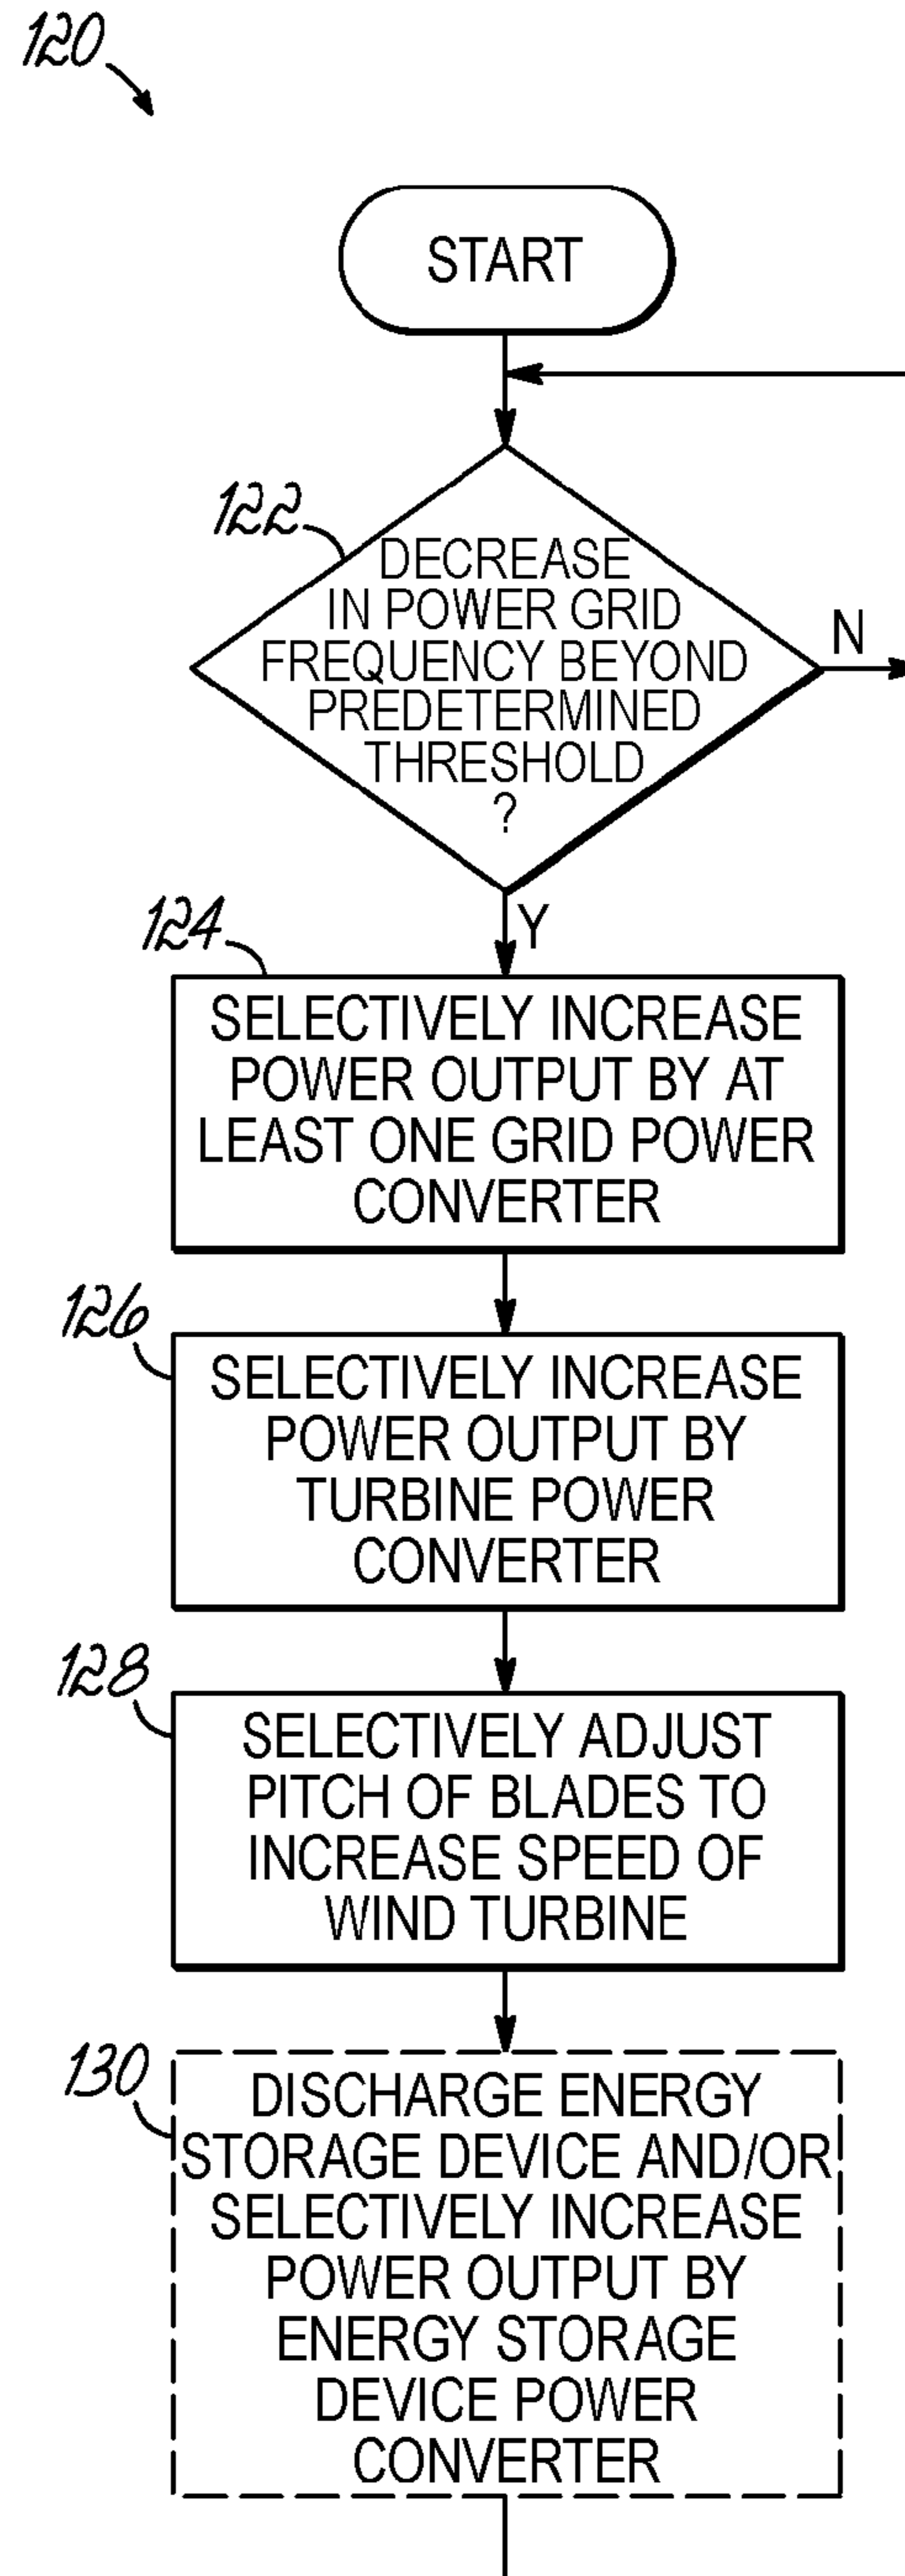 120
START
122
DECREASE
IN POWER GRID
FREQUENCY BEYOND
PREDETERMINED
THRESHOLD
?
N
Y
124
SELECTIVELY INCREASE
POWER OUTPUT BY AT
LEAST ONE GRID POWER
CONVERTER
126
SELECTIVELY INCREASE
POWER OUTPUT BY
TURBINE POWER
CONVERTER
128
SELECTIVELY ADJUST
PITCH OF BLADES TO
INCREASE SPEED OF
WIND TURBINE
130
DISCHARGE ENERGY
STORAGE DEVICE AND/OR
SELECTIVELY INCREASE
POWER OUTPUT BY
ENERGY STORAGE
DEVICE POWER
CONVERTER